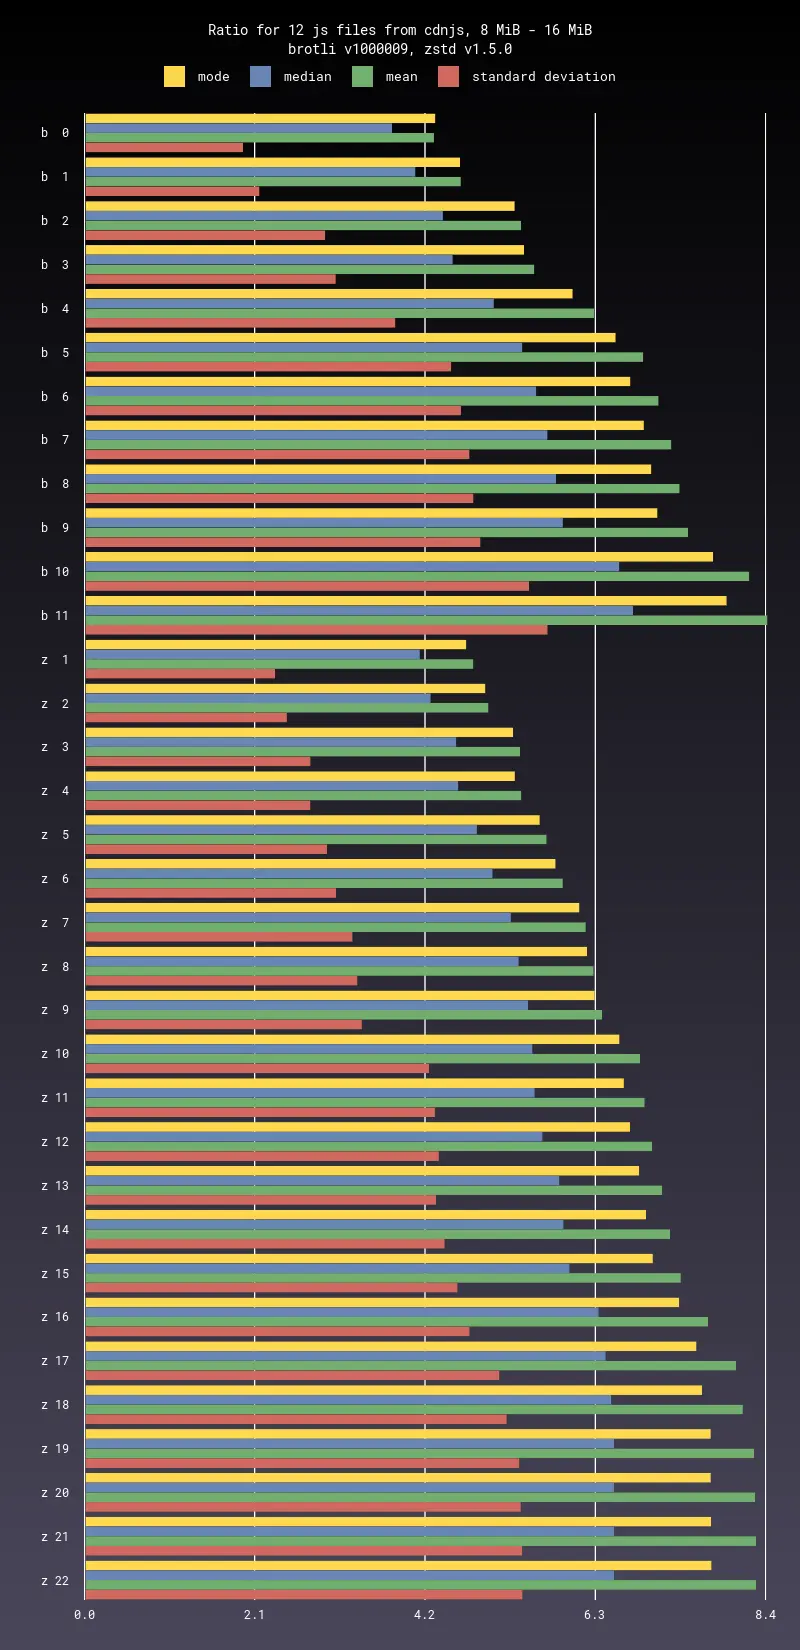 Ratio for 12 js files from cdnjs, 8 MiB - 16 MiB
brotli v1000009, zstd v1.5.0
mode median mean standard deviation
b 0
b 1
b 2
b 3
b 4
b 5
b 6
b 7
b 8
b 9
b 10
b 11
z 1
z 2
z 3
z 4
z 5
z 6
z 7
z 8
z 9
z 10
z 11
z 12
z 13
z 14
z 15
z 16
z 17
z 18
z 19
z 20
z 21
z 22
0.0 2.1 4.2 6.3 8.4